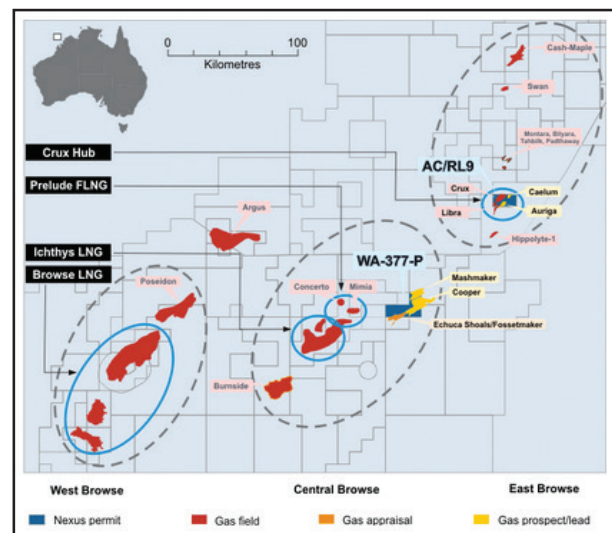 0
100
Kilometres
Cash-Maple
Swan
Montara, Bilyara,
Tahbilk, Padthaway
Crux Hub
AC/RL9
Prelude FLNG
Crux
Caelum
Argus
Libra
Auriga
Ichthys LNG
WA-377-P
Hippolyte-1
Browse LNG
Poseidon
Concerto
Mimia
Mashmaker
Cooper
Echuca Shoals/Fossetmaker
Burnside
West Browse
Central Browse
East Browse
Nexus permit
Gas field
Gas appraisal
Gas prospect/lead